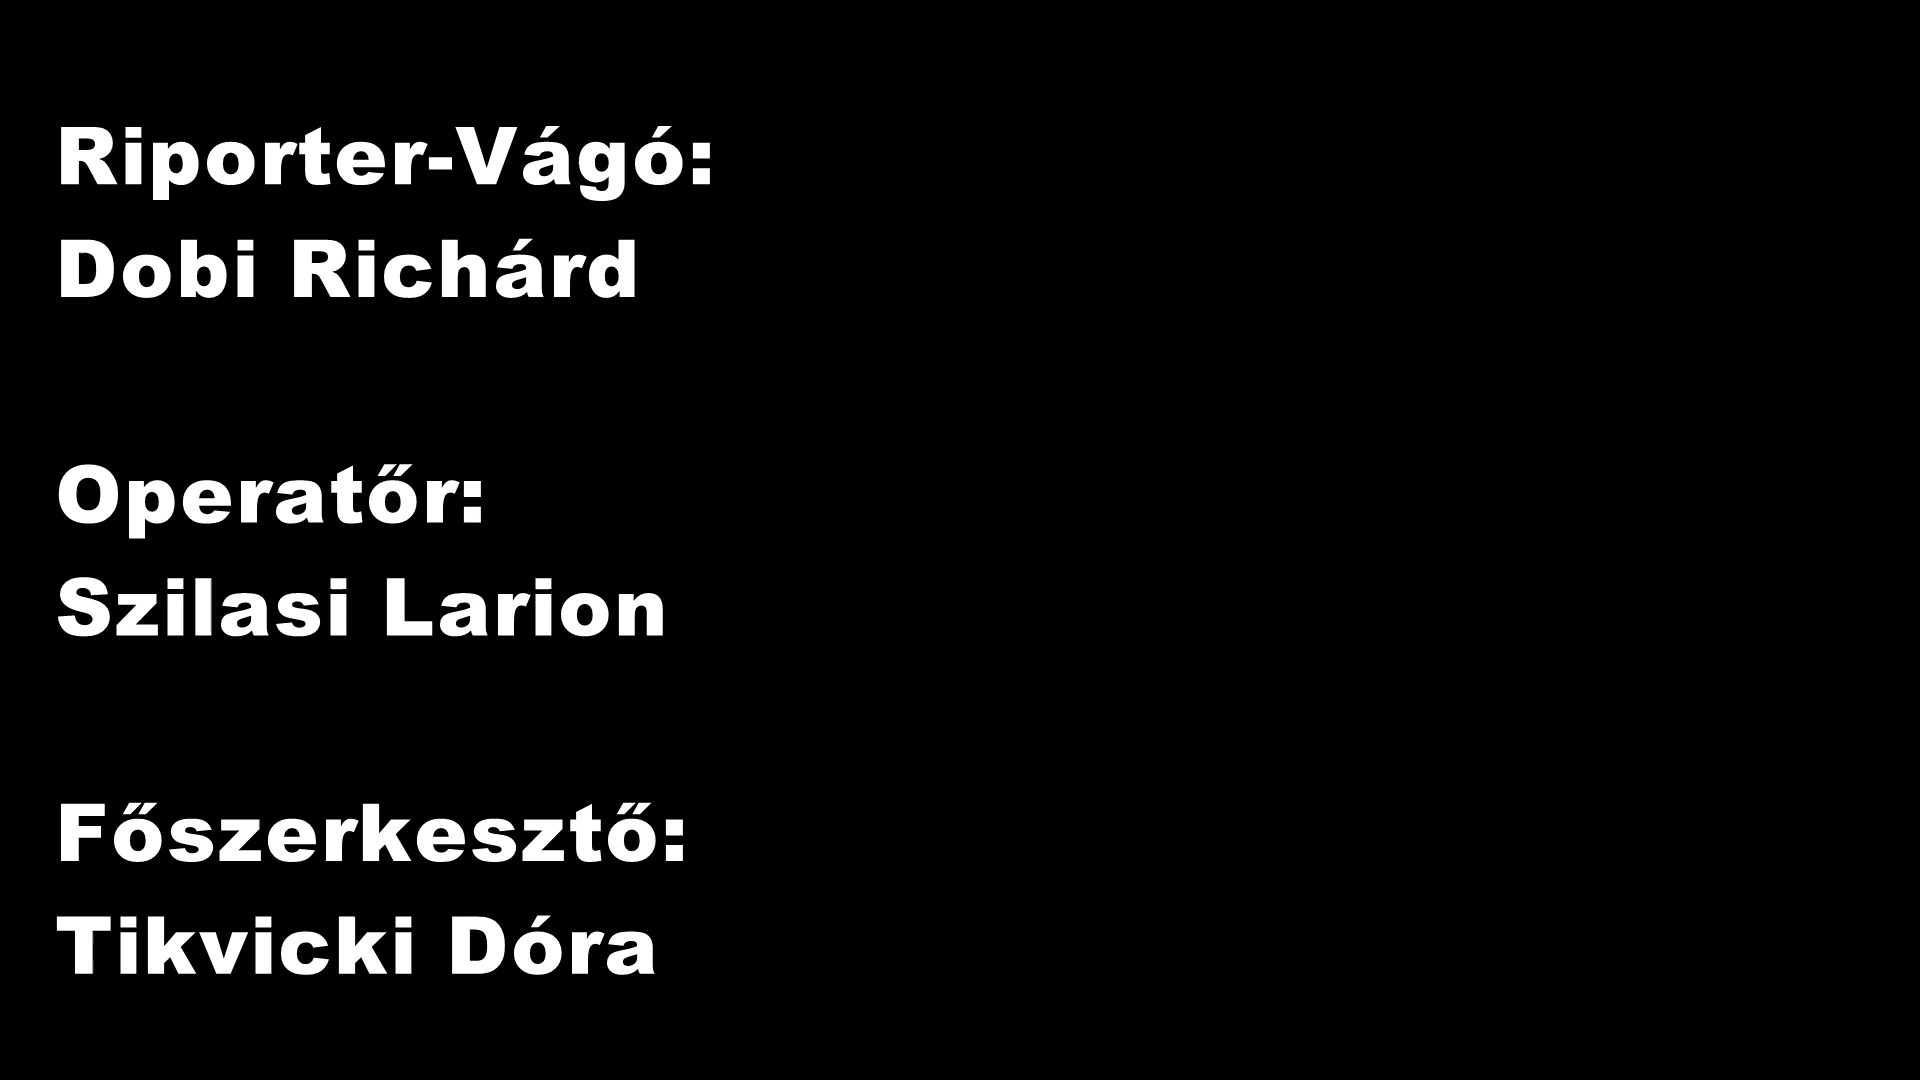 Riporter-Vágó:
Dobi Richárd
Operatőr:
Szilasi Larion
Főszerkesztő:
Tikvicki Dóra